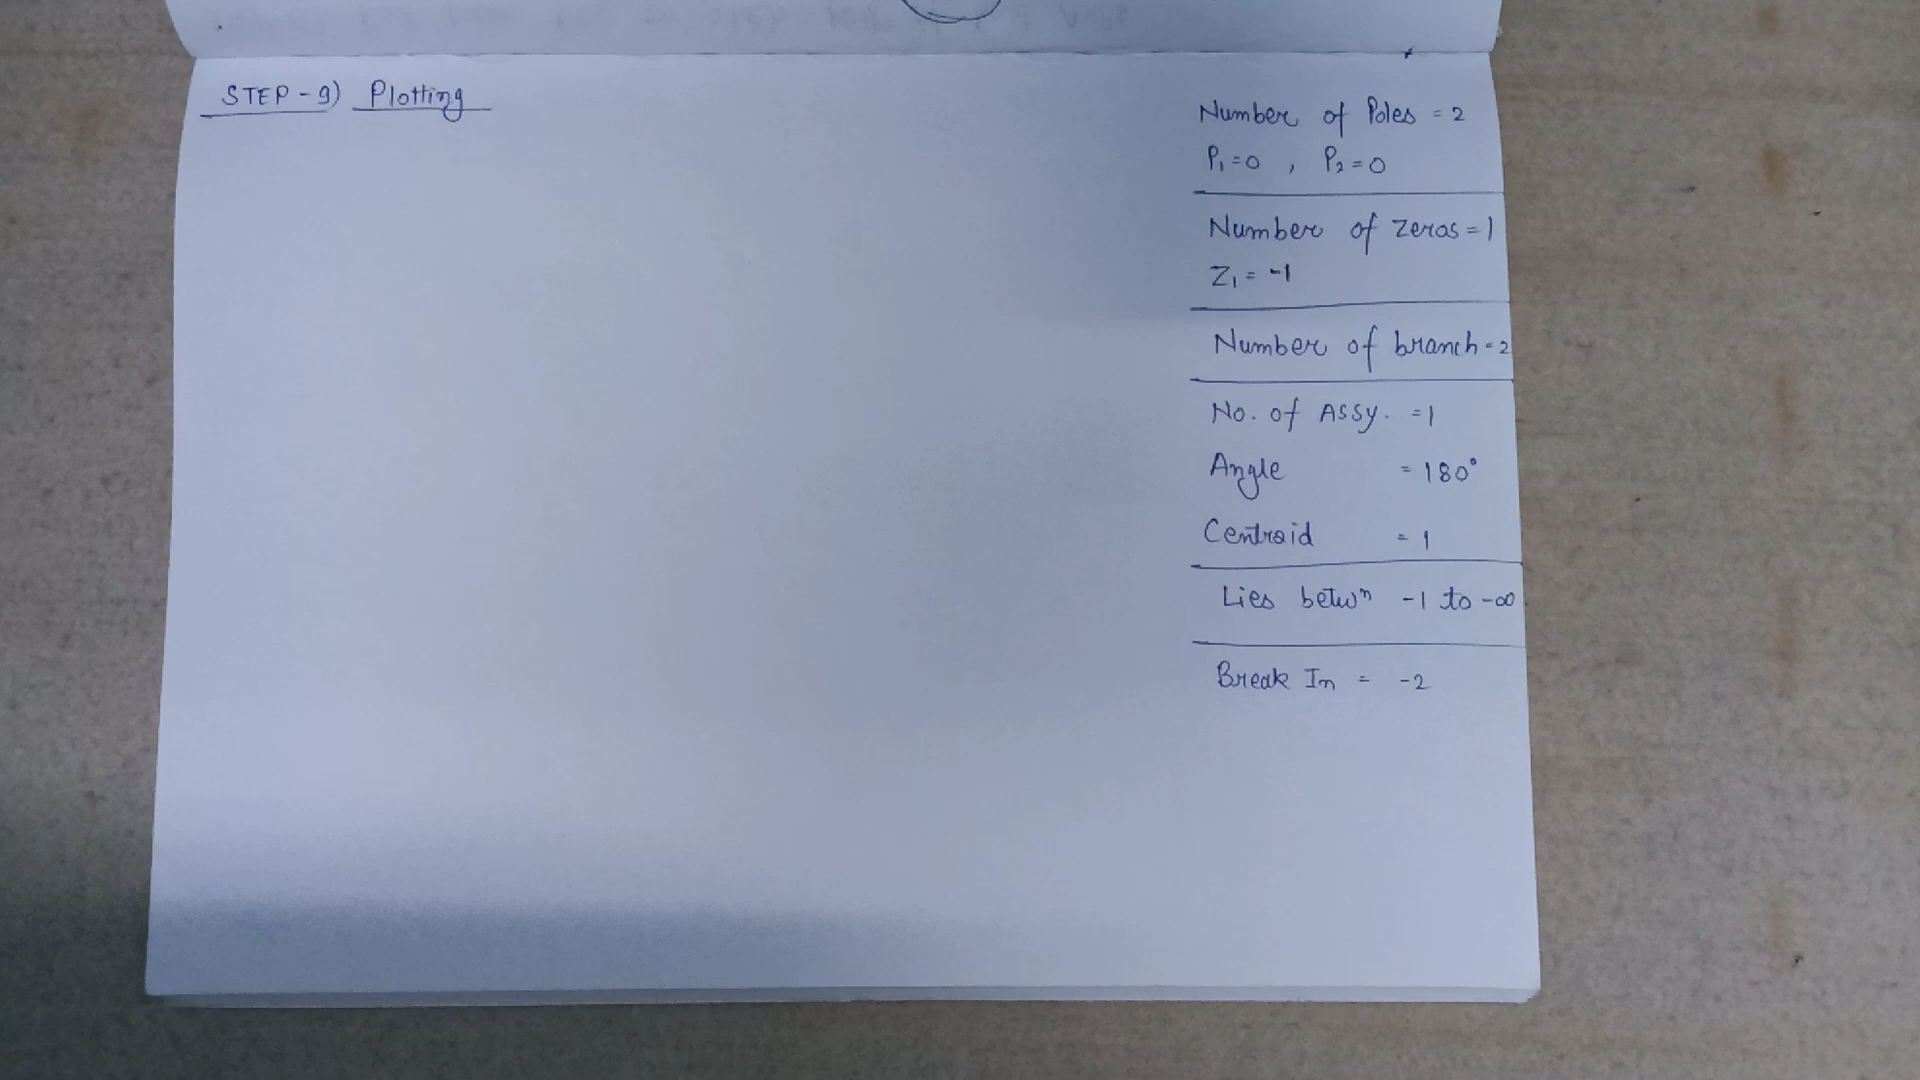 STEP-9) Plotting
Number of Poles = 2
P₁=0 , P₂=0
Number of Zeros=1
Z₁ = -1
Number of branch=2
No. of Assy. =1
Angle = 180°
Centroid = 1
Lies betwⁿ -1 to -∞
Break In = -2